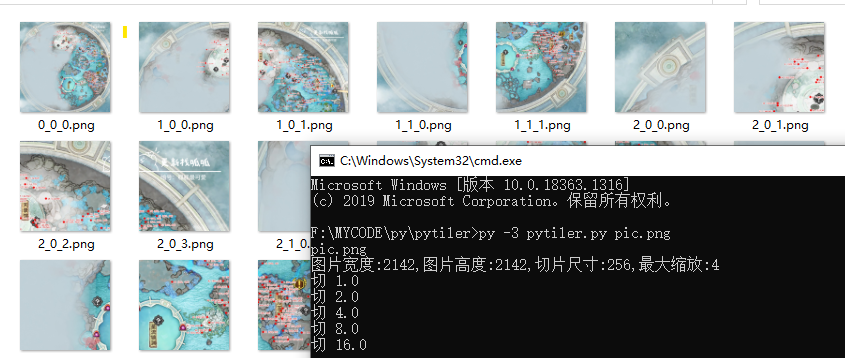 0_0_0.png
1_0_0.png
1_0_1.png
1_1_0.png
1_1_1.png
2_0_0.png
2_0_1.png
2_0_2.png
2_0_3.png
2_1_0.
C:\Windows\System32\cmd.exe
Microsoft Windows [版本 10.0.18363.1316]
(c) 2019 Microsoft Corporation。保留所有权利。
F:\MYCODE\py\pytiler>py -3 pytiler.py pic.png
pic.png
图片宽度:2142,图片高度:2142,切片尺寸:256,最大缩放:4
切 1.0
切 2.0
切 4.0
切 8.0
切 16.0